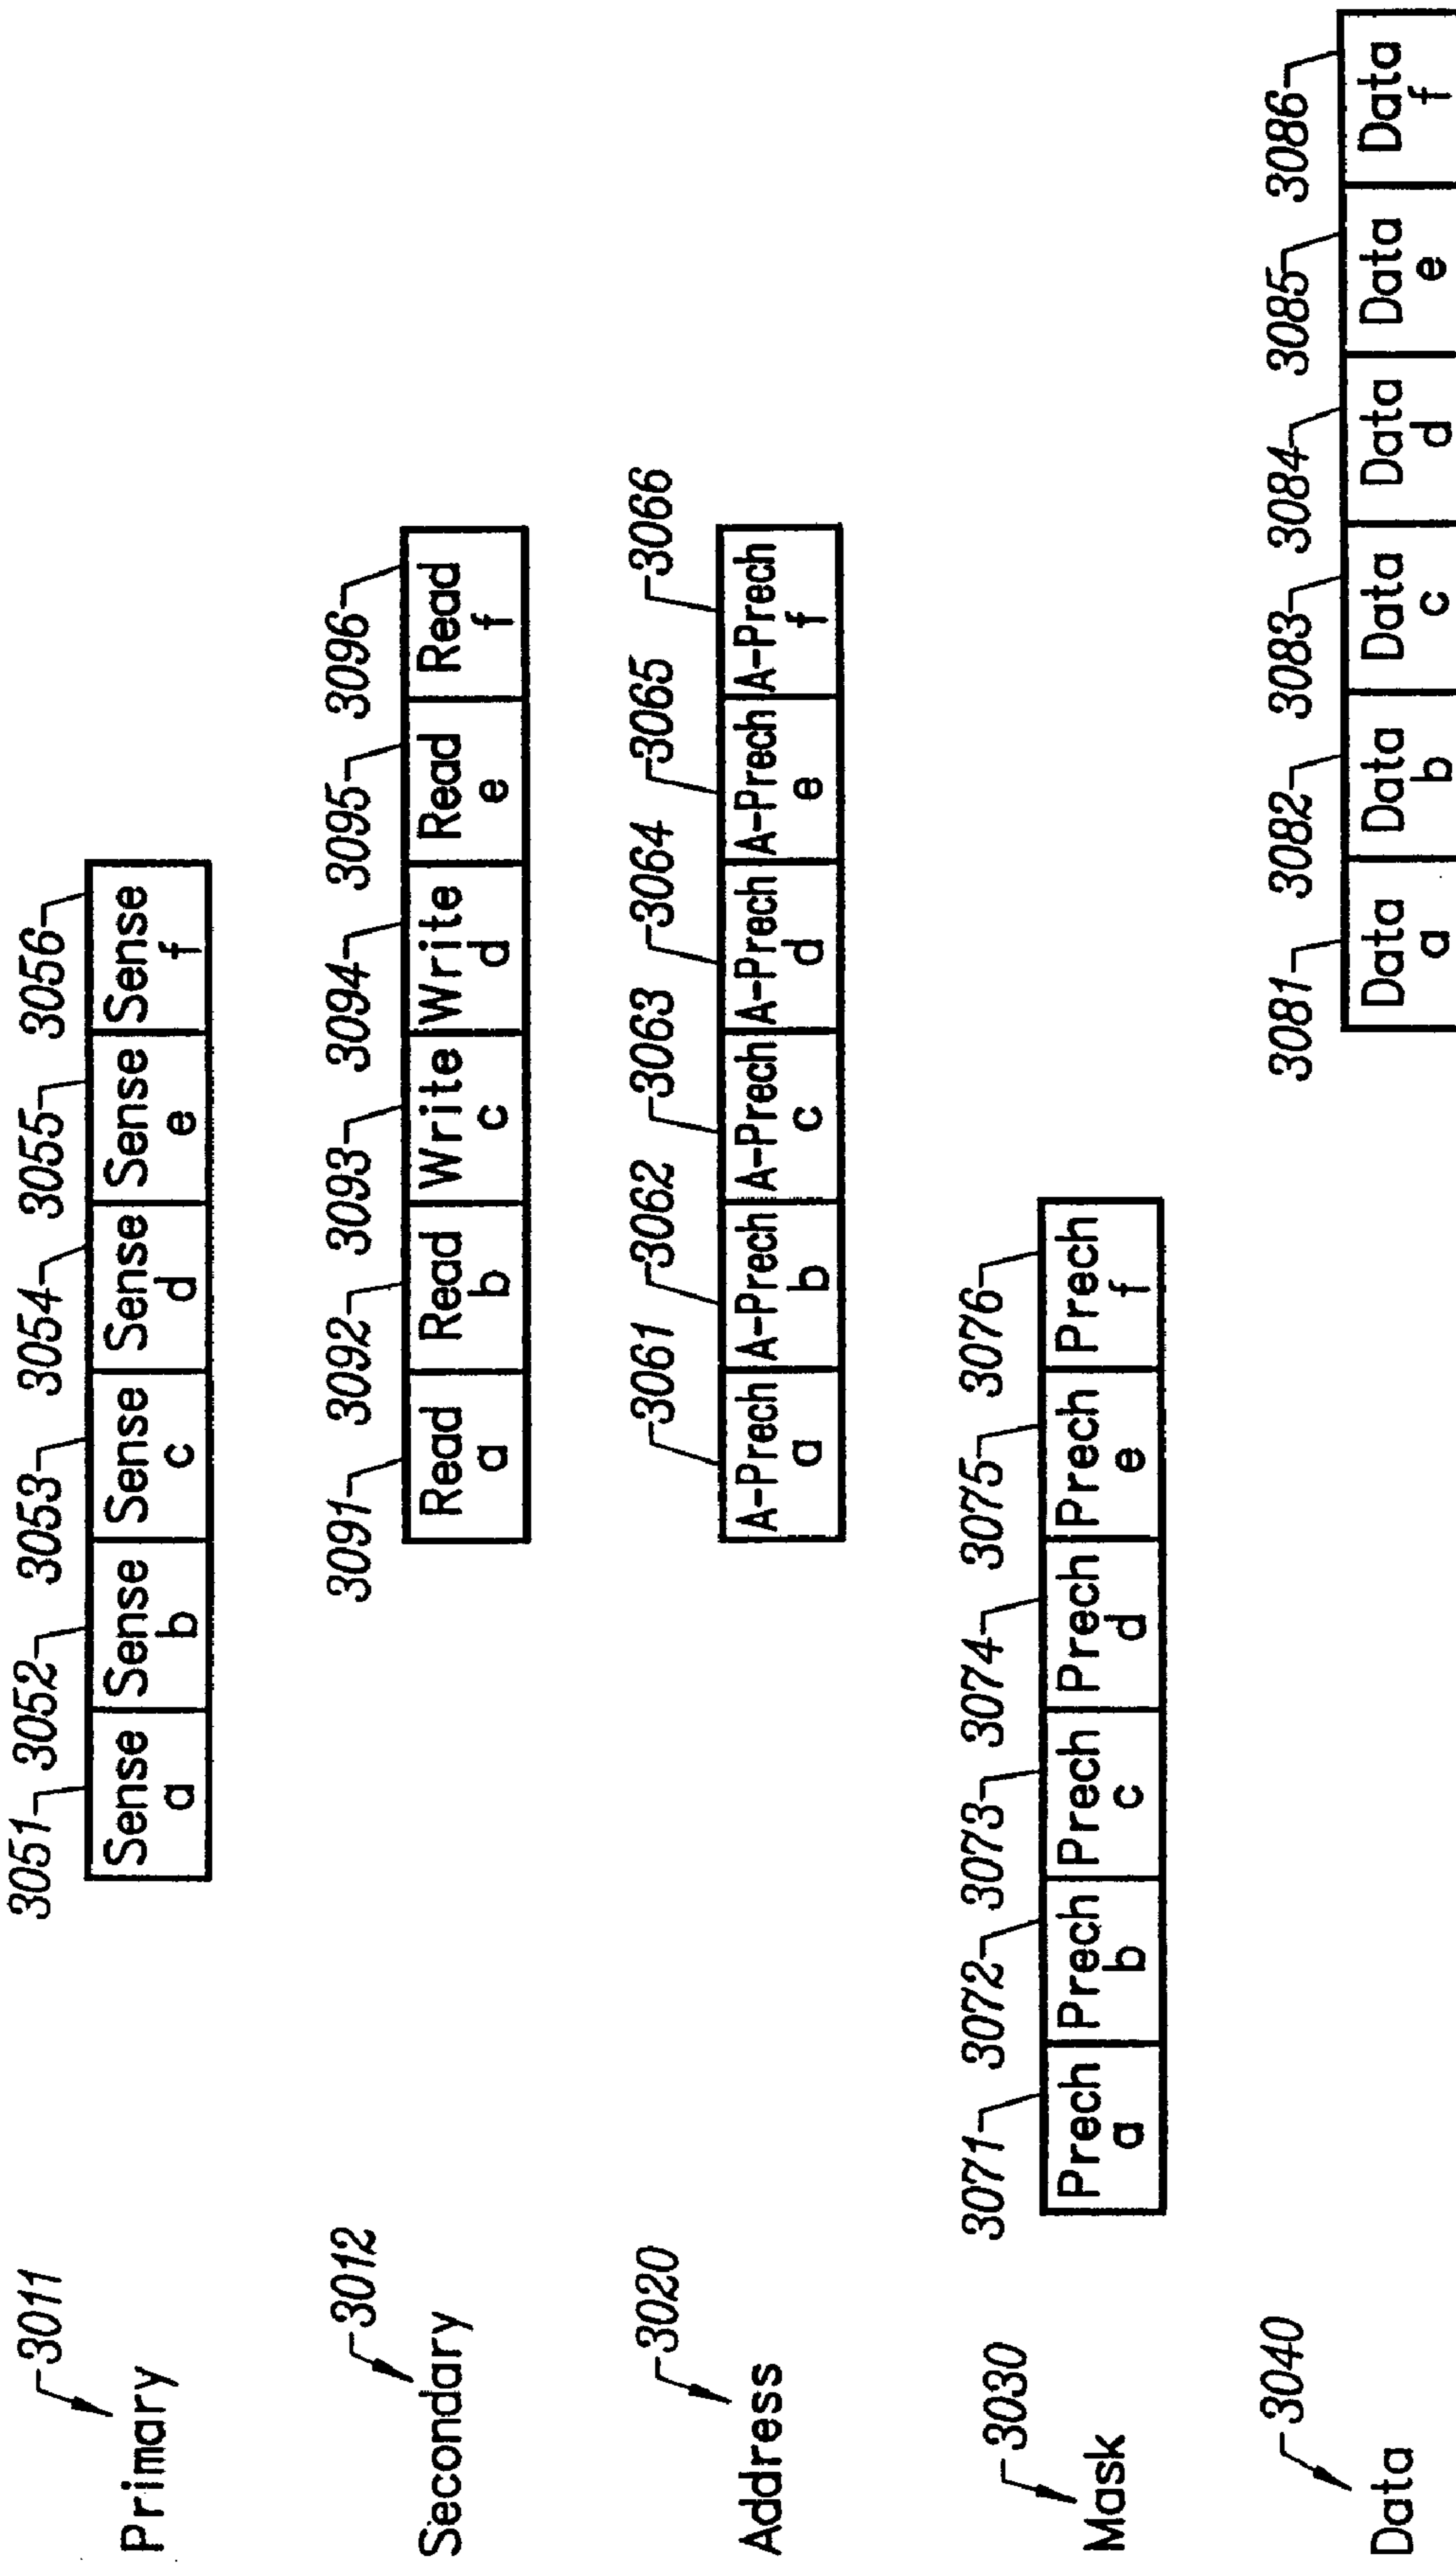 3011
Primary
3051 3052 3053 3054 3055 3056
Sense Sense Sense Sense Sense Sense
a b c d e f
3012
Secondary
3091 3092 3093 3094 3095 3096
Read Read Write Write Read Read
a b c d e f
3020
Address
3061 3062 3063 3064 3065 3066
A-Prech A-Prech A-Prech A-Prech A-Prech A-Prech
a b c d e f
3030
Mask
3071 3072 3073 3074 3075 3076
Prech Prech Prech Prech Prech Prech
a b c d e f
3040
Data
3081 3082 3083 3084 3085 3086
Data Data Data Data Data Data
a b c d e f